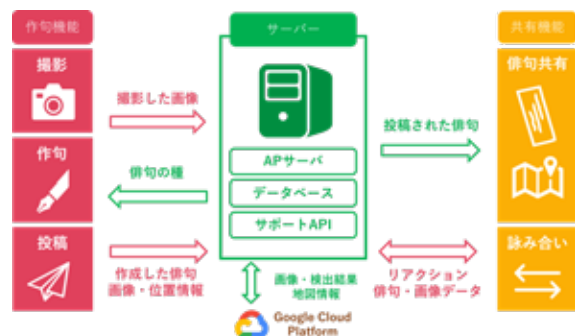 作句機能
サーバー
共有機能
撮影
俳句共有
撮影した画像
投稿された俳句
作句
俳句の種
APサーバ
データベース
サポートAPI
投稿
詠み合い
作成した俳句
画像・位置情報
画像・検出結果
地図情報
リアクション
俳句・画像データ
Google Cloud
Platform